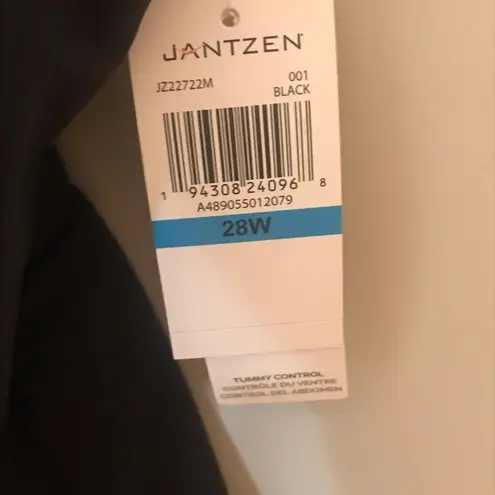 JANTZEN
JZ22722M 001
BLACK
1 94308 24096 8
A489055012079
28W
TUMMY CONTROL
CONTRÔLE DU VENTRE
CONTROL DEL ABDOMEN